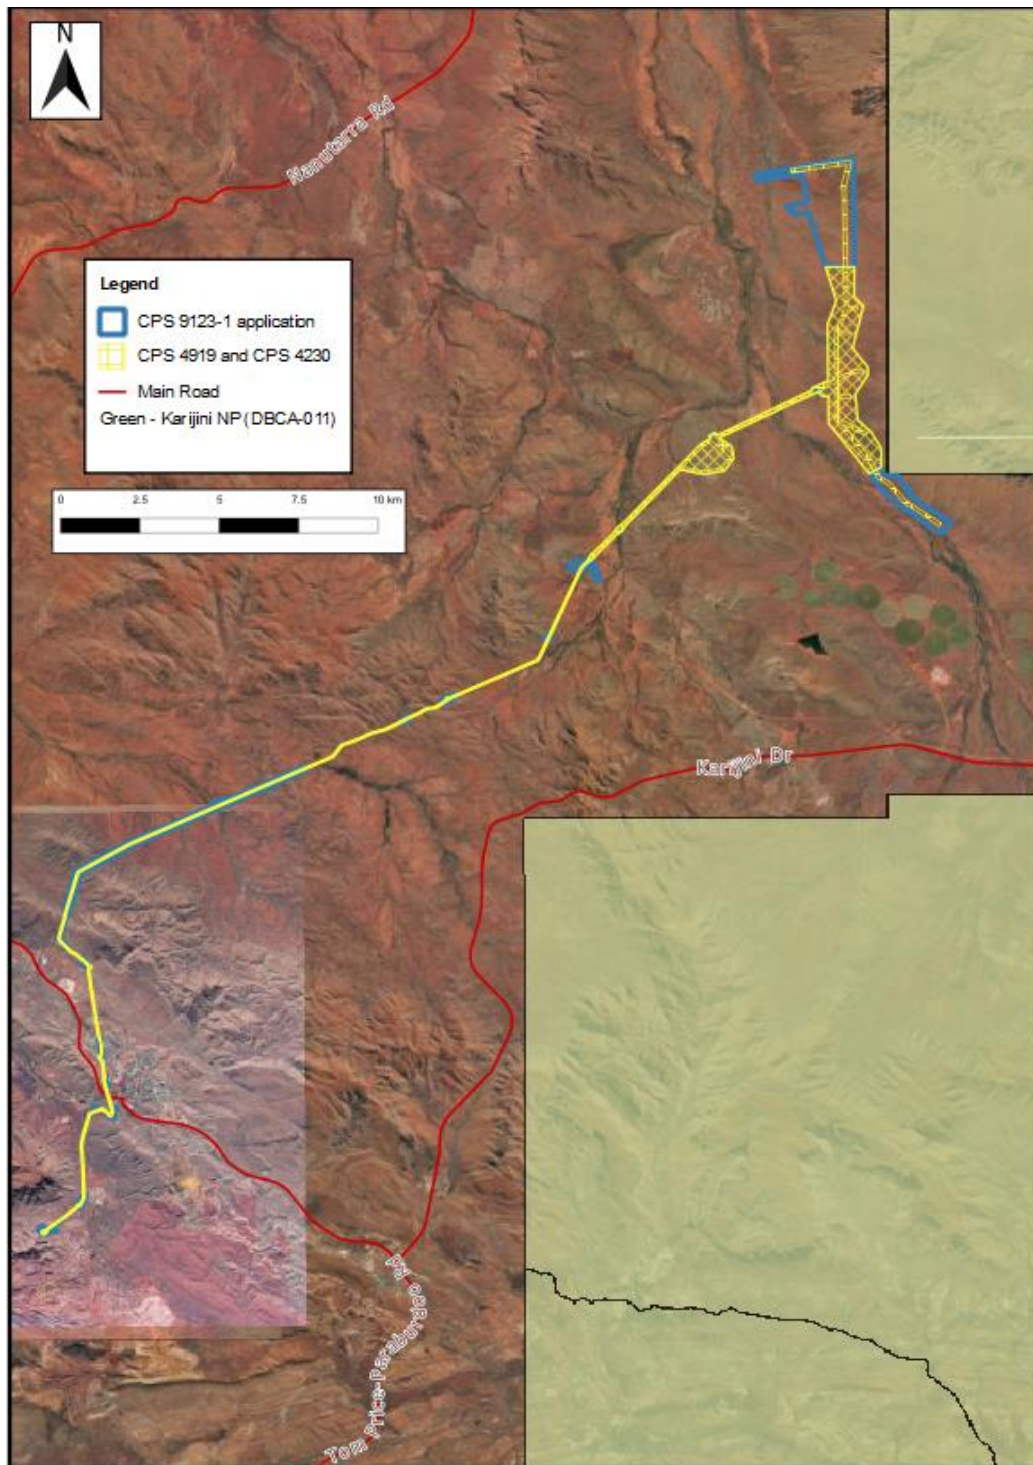 N
Nanutarra Rd
Legend
CPS 9123-1 application
CPS 4919 and CPS 4230
Main Road
Green - Karijini NP (DBCA-011)
0 2.5 5 7.5 10 km
Karijini Dr
Tom Price-Paraburdoo Rd